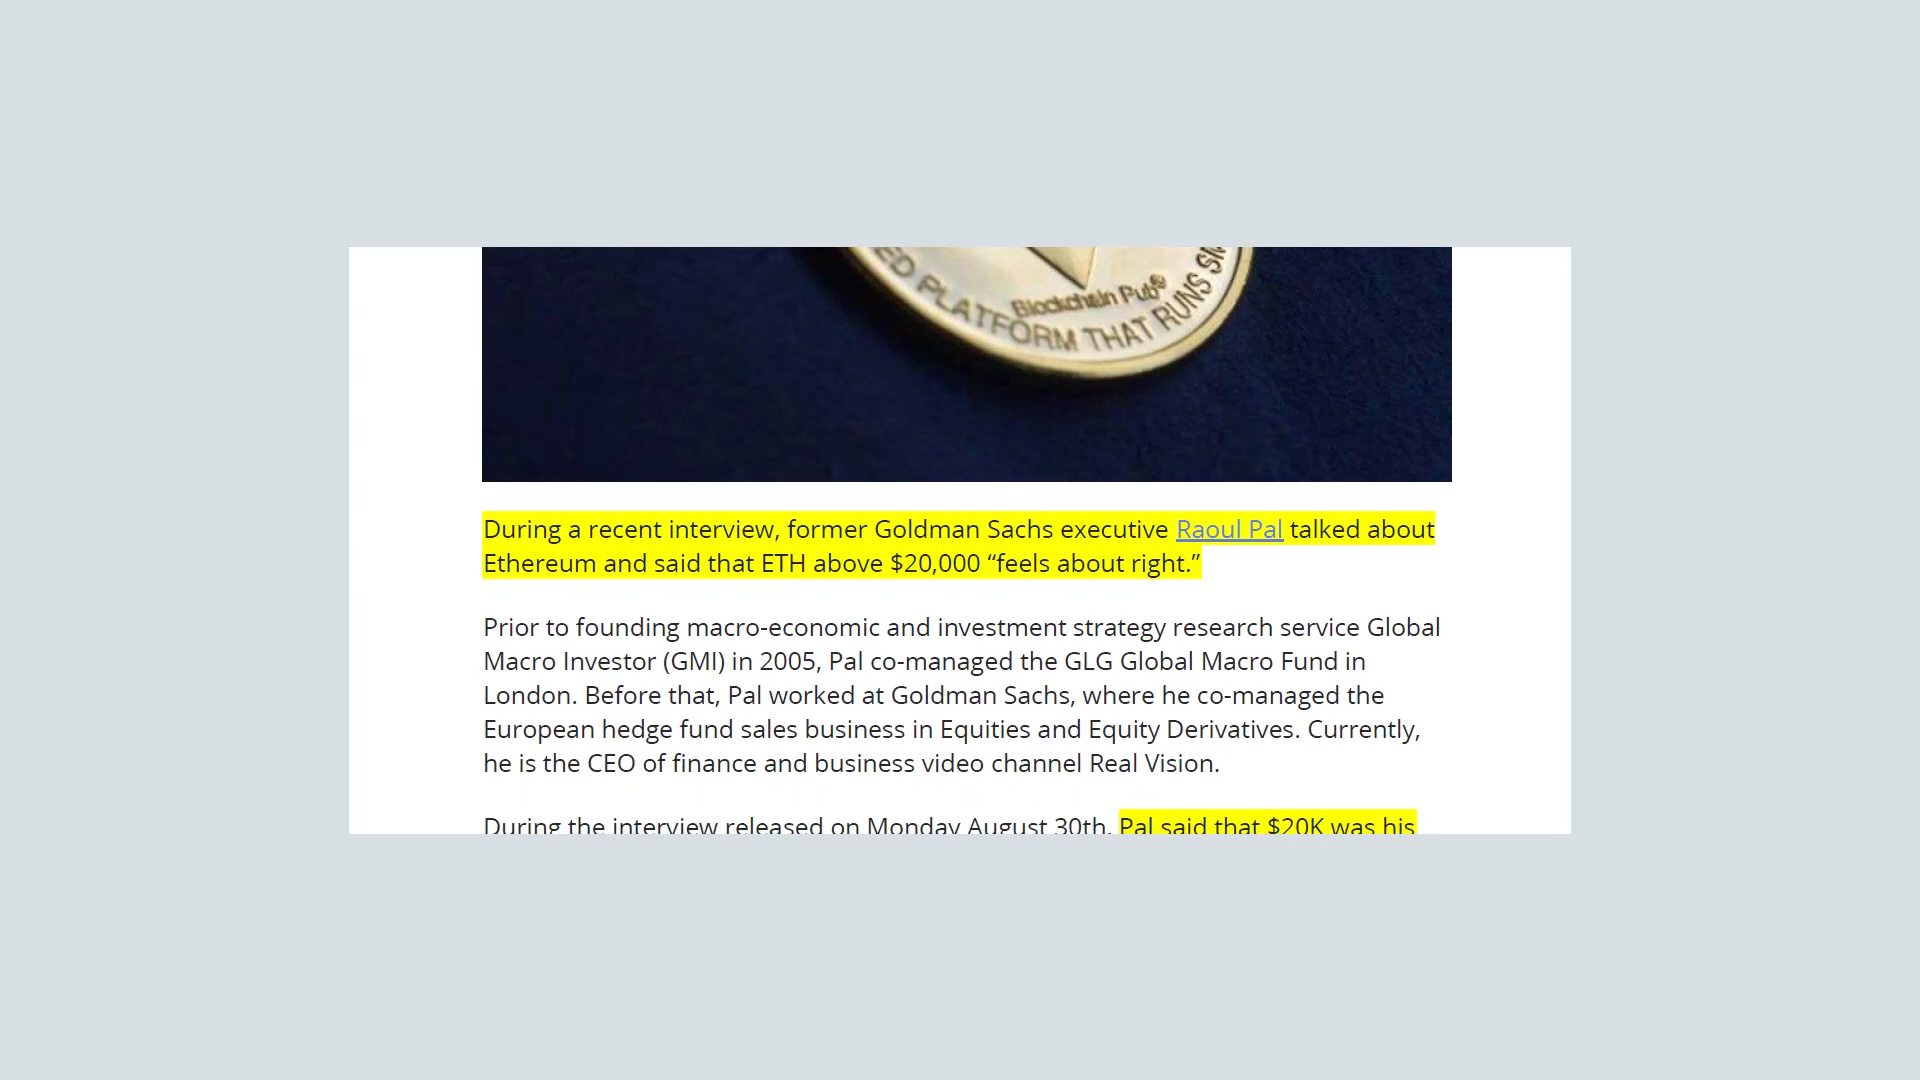 ED PLATFORM THAT RUNS SM
Blockchain Pub®
During a recent interview, former Goldman Sachs executive Raoul Pal talked about
Ethereum and said that ETH above $20,000 “feels about right.”
Prior to founding macro-economic and investment strategy research service Global
Macro Investor (GMI) in 2005, Pal co-managed the GLG Global Macro Fund in
London. Before that, Pal worked at Goldman Sachs, where he co-managed the
European hedge fund sales business in Equities and Equity Derivatives. Currently,
he is the CEO of finance and business video channel Real Vision.
During the interview released on Monday August 30th, Pal said that $20K was his